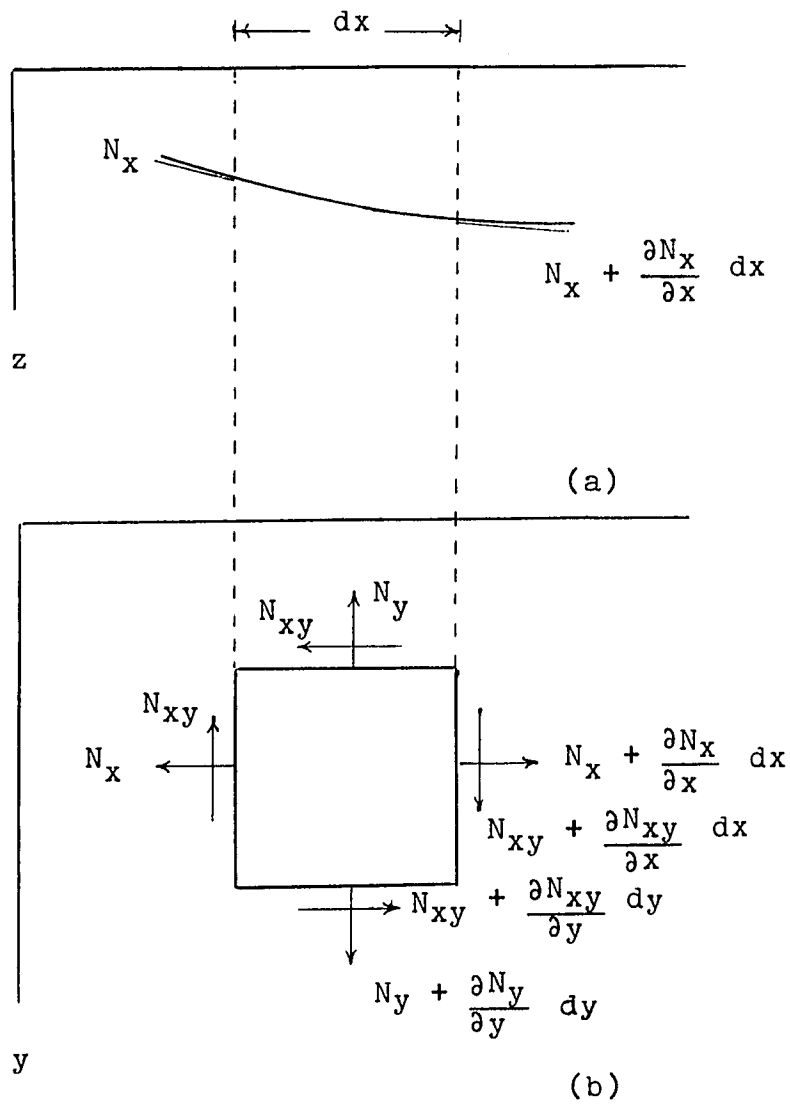 dx
N_x
N_x + ∂N_x/∂x dx
z
(a)
N_xy N_y
N_xy
N_x
N_x + ∂N_x/∂x dx
N_xy + ∂N_xy/∂x dx
N_xy + ∂N_xy/∂y dy
N_y + ∂N_y/∂y dy
y
(b)